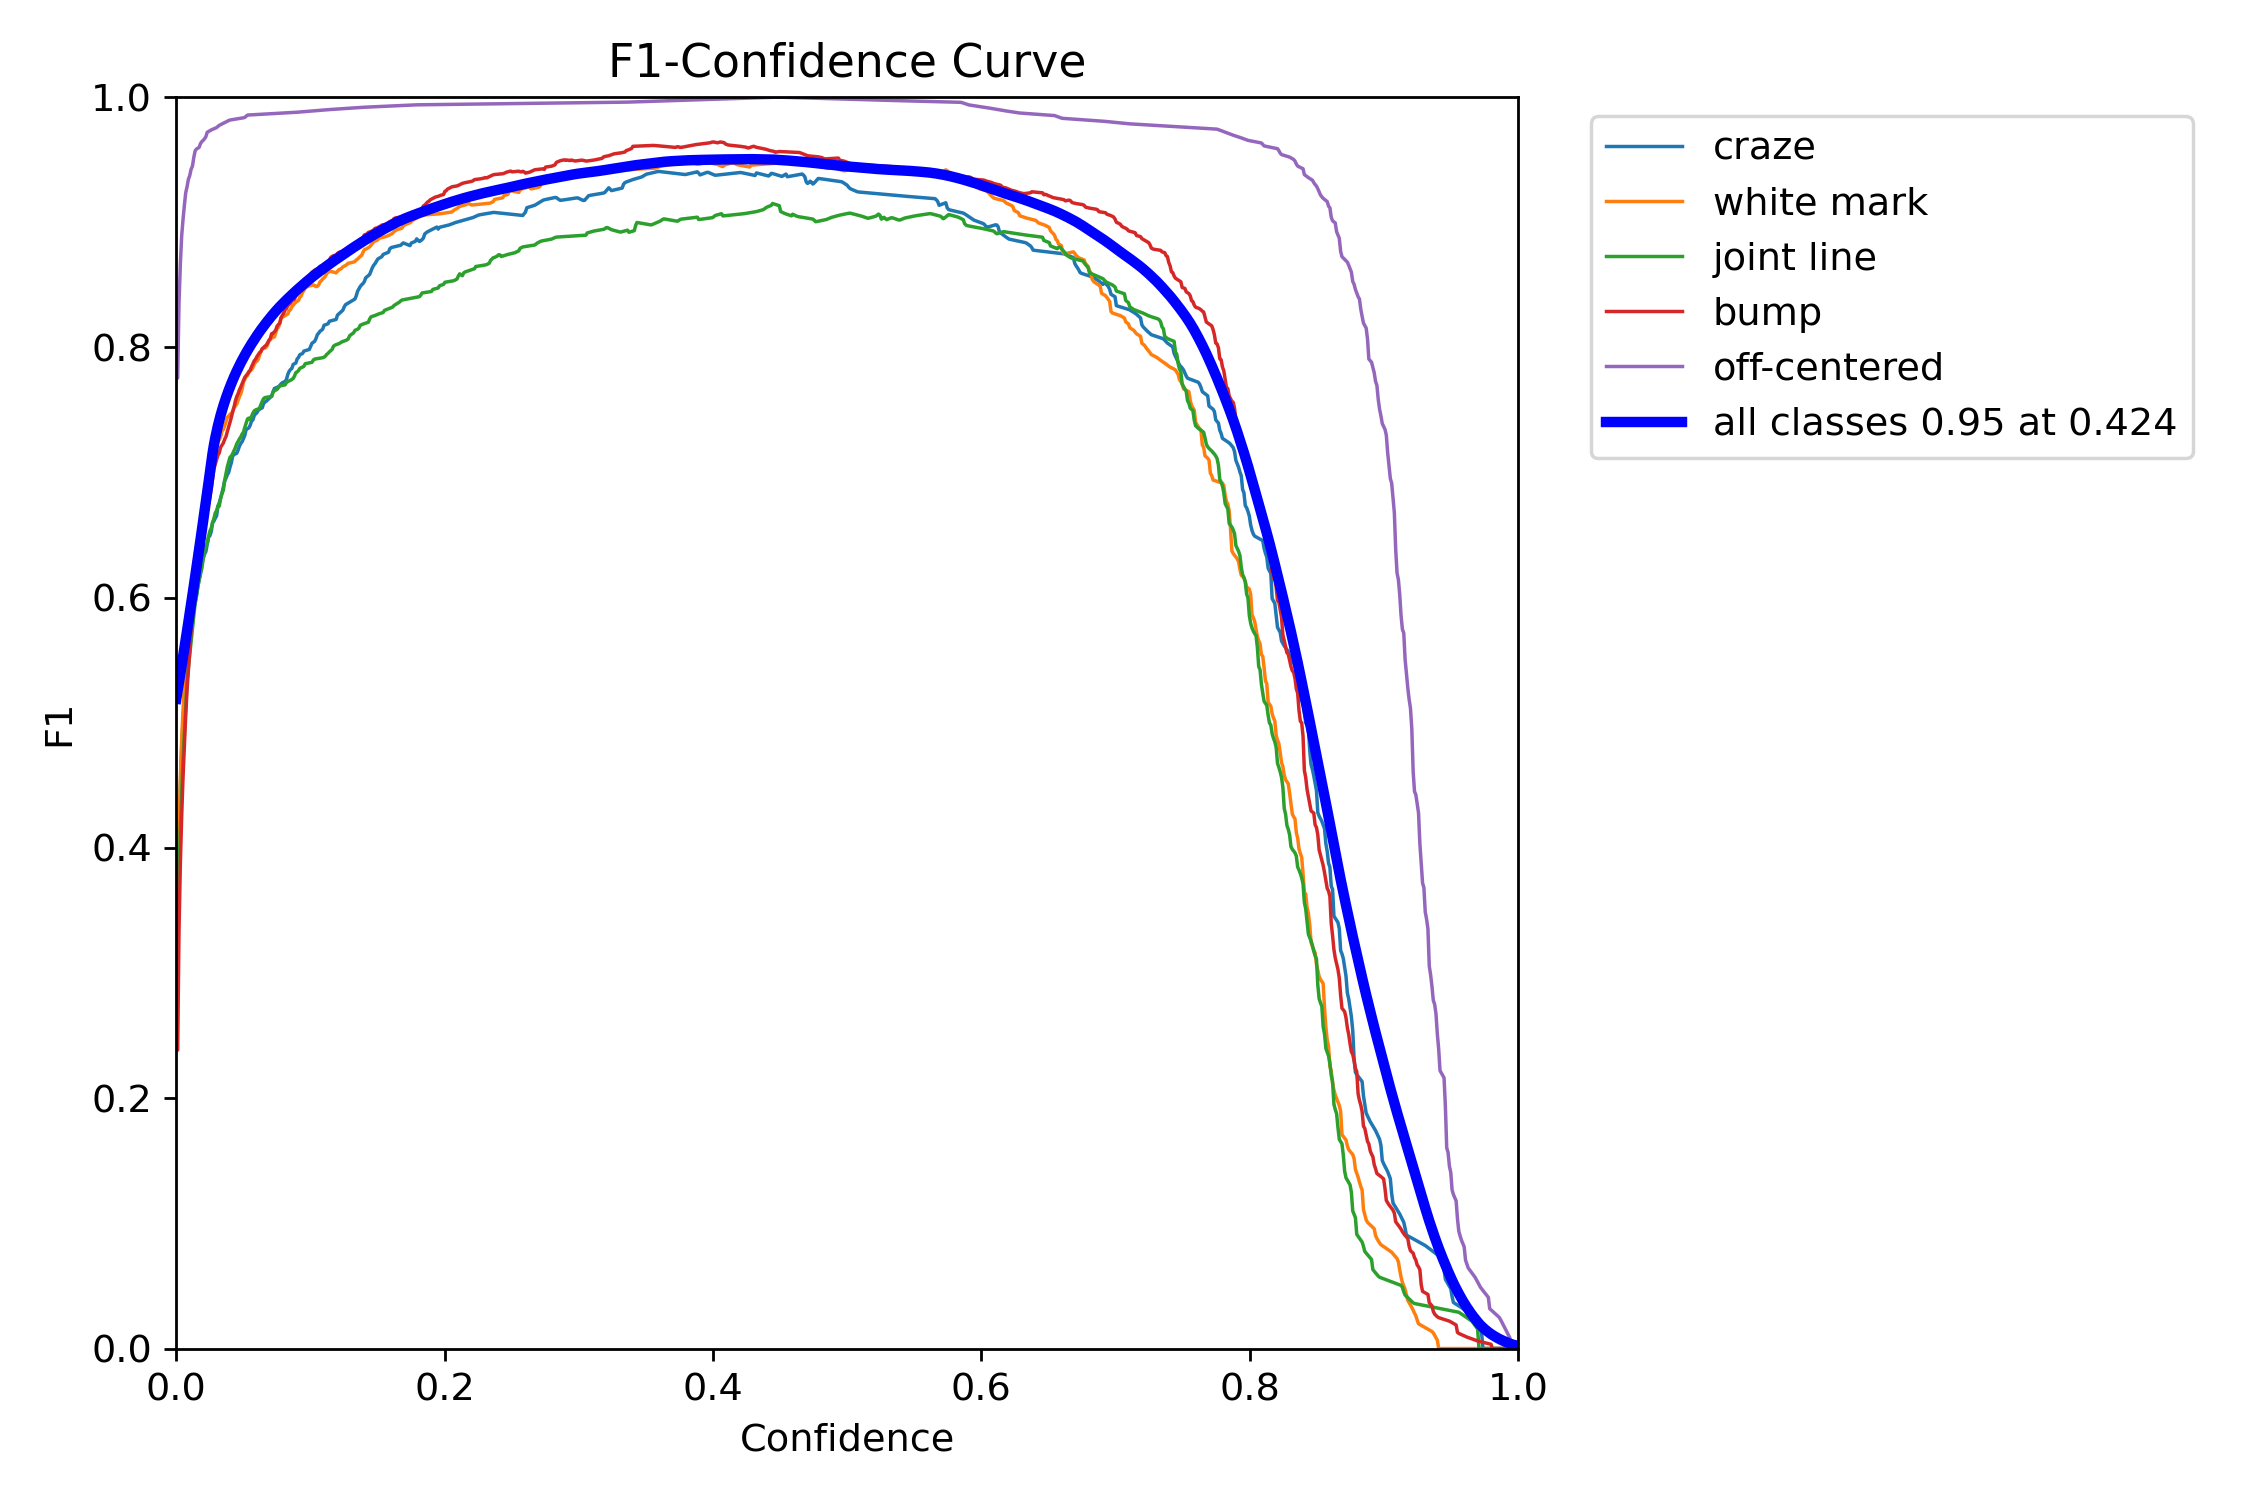 F1-Confidence Curve
1.0
0.8
0.6
0.4
0.2
0.0
F1
0.0 0.2 0.4 0.6 0.8 1.0
Confidence
craze
white mark
joint line
bump
off-centered
all classes 0.95 at 0.424